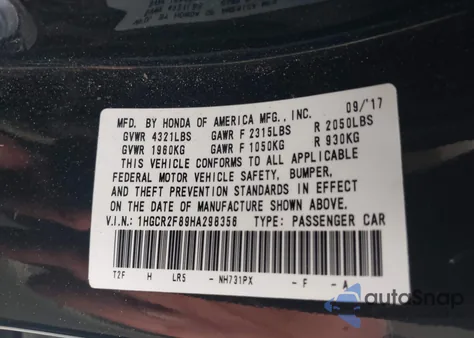 MFD. BY HONDA OF AMERICA MFG., INC. 09/'17
GVWR 4321LBS GAWR F 2315LBS R 2050LBS
GVWR 1960KG GAWR F 1050KG R 930KG
THIS VEHICLE CONFORMS TO ALL APPLICABLE
FEDERAL MOTOR VEHICLE SAFETY, BUMPER,
AND THEFT PREVENTION STANDARDS IN EFFECT
ON THE DATE OF MANUFACTURE SHOWN ABOVE.
V.I.N.: 1HGCR2F89HA298356 TYPE: PASSENGER CAR
T2F H LR5 - NH731PX - F - A
autoSnap